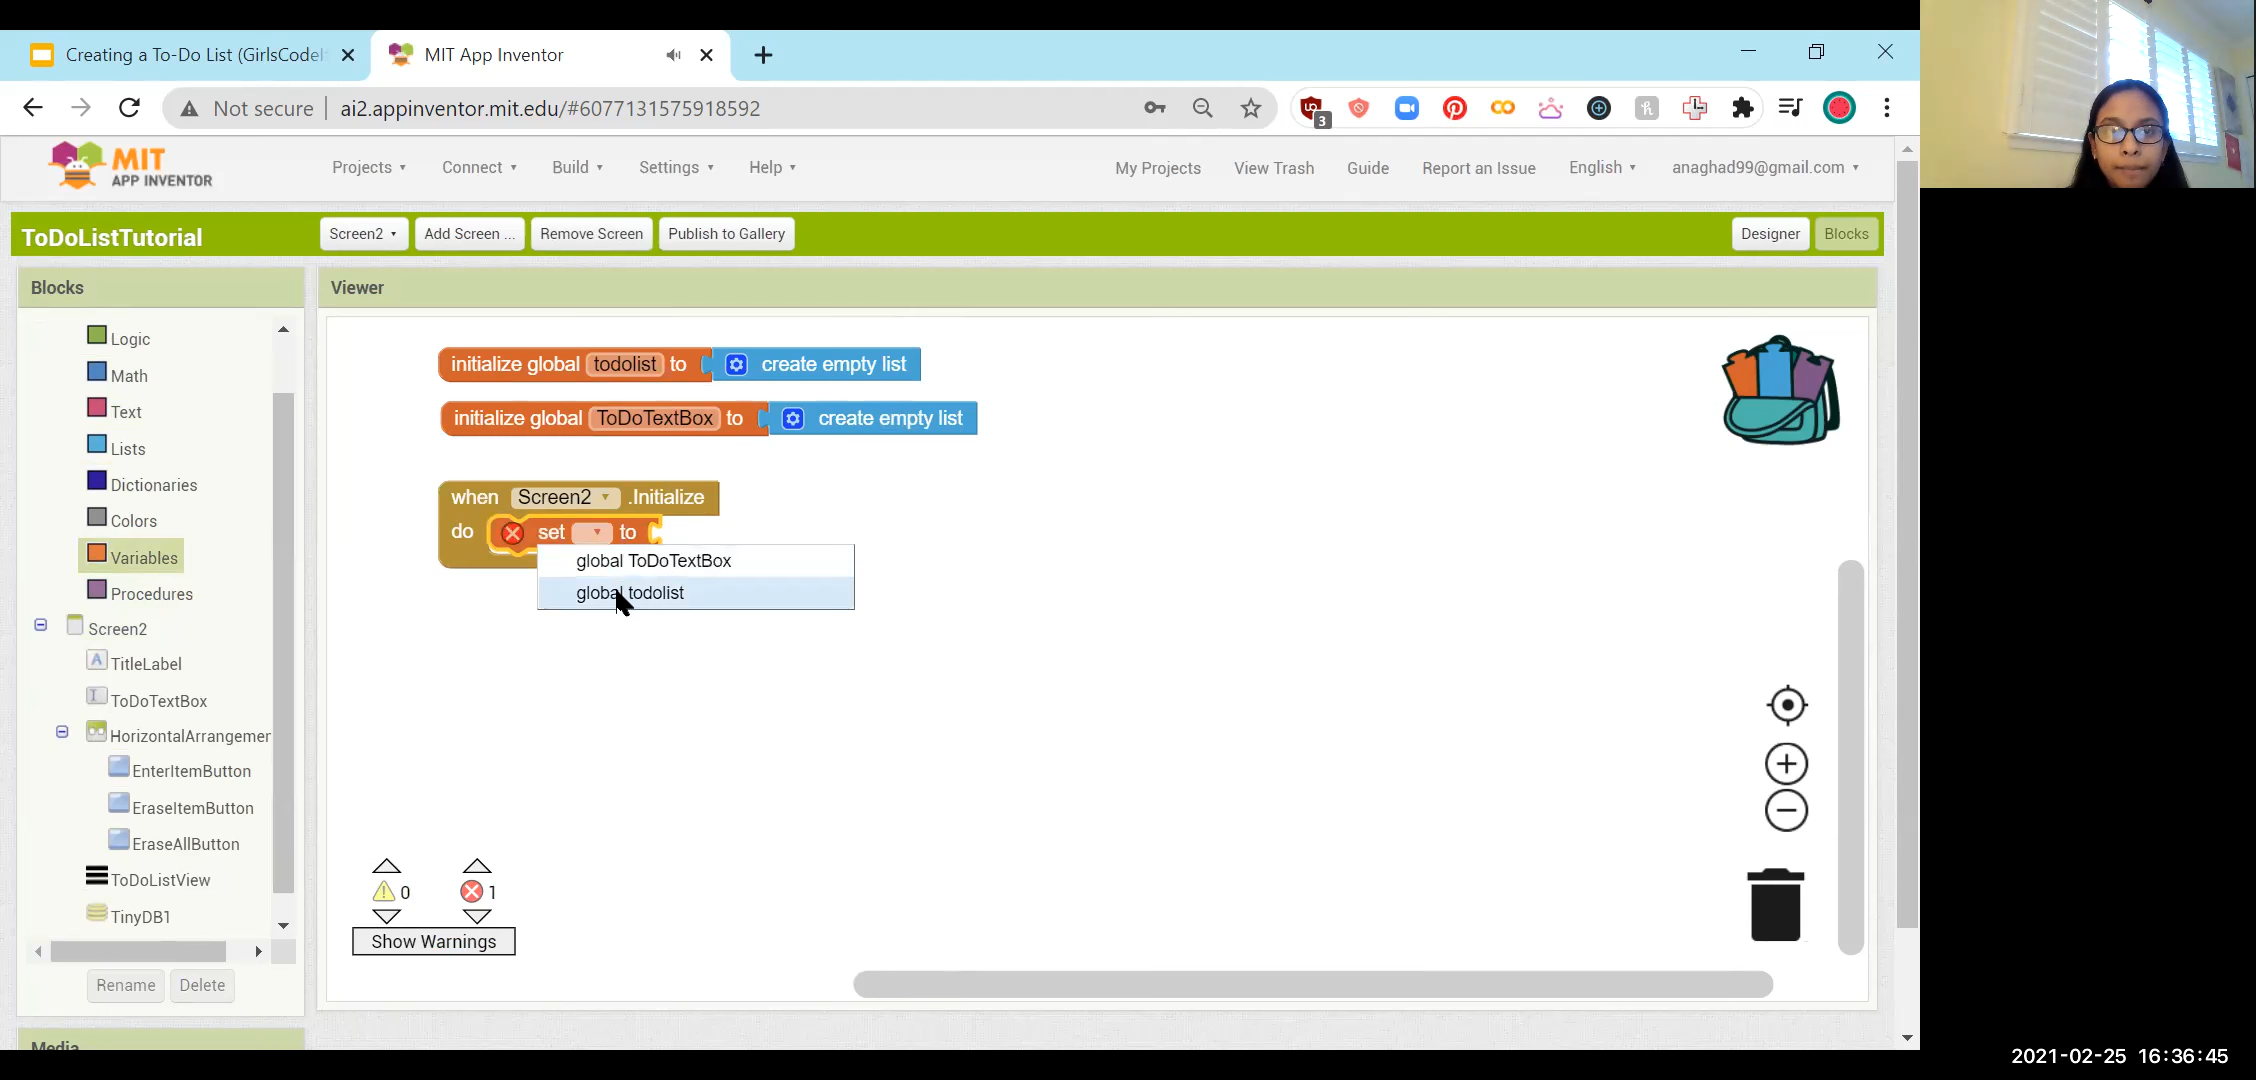 Creating a To-Do List (GirlsCodeI
MIT App Inventor
Not secure
ai2.appinventor.mit.edu/#6077131575918592
3
MIT
APP INVENTOR
Projects
Connect
Build
Settings
Help
My Projects
View Trash
Guide
Report an Issue
English
anaghad99@gmail.com
ToDoListTutorial
Screen2
Add Screen ...
Remove Screen
Publish to Gallery
Designer
Blocks
Blocks
Viewer
Logic
Math
Text
Lists
Dictionaries
Colors
Variables
Procedures
Screen2
TitleLabel
ToDoTextBox
HorizontalArrangemer
EnterItemButton
EraseItemButton
EraseAllButton
ToDoListView
TinyDB1
Rename
Delete
Media
initialize global todolist to create empty list
initialize global ToDoTextBox to create empty list
when Screen2 .Initialize
do set to
global ToDoTextBox
global todolist
0
1
Show Warnings
2021-02-25 16:36:45